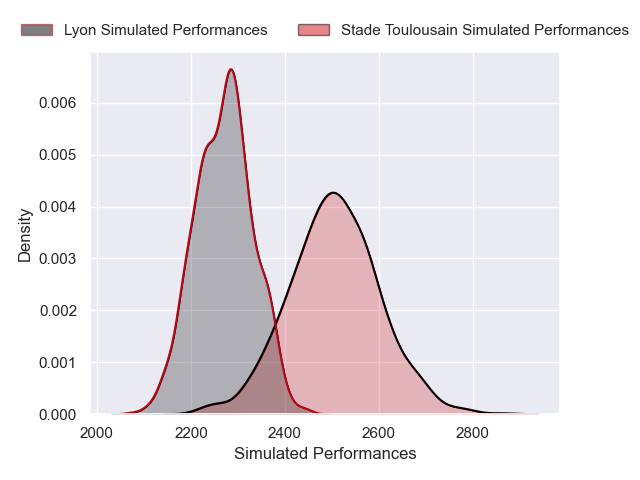 Lyon Simulated Performances Stade Toulousain Simulated Performances
0.006
0.005
0.004
0.003
0.002
0.001
0.000
Density
2000 2200 2400 2600 2800
Simulated Performances